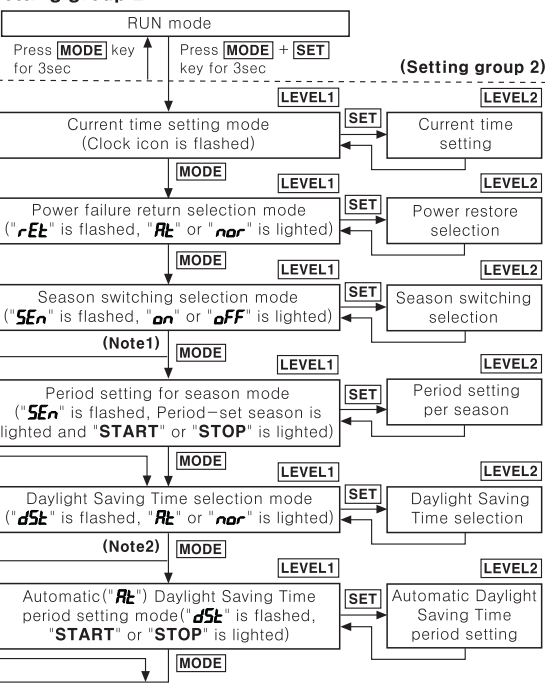 RUN mode
Press MODE key for 3sec
Press MODE + SET key for 3sec
(Setting group 2)
LEVEL1
LEVEL2
Current time setting mode
(Clock icon is flashed)
SET
Current time
setting
MODE
LEVEL1
LEVEL2
Power failure return selection mode
("rEt" is flashed, "At" or "nor" is lighted)
SET
Power restore
selection
MODE
LEVEL1
LEVEL2
Season switching selection mode
("SEn" is flashed, "on" or "oFF" is lighted)
SET
Season switching
selection
(Note1)
MODE
LEVEL1
LEVEL2
Period setting for season mode
("SEn" is flashed, Period-set season is
lighted and "START" or "STOP" is lighted)
SET
Period setting
per season
MODE
LEVEL1
LEVEL2
Daylight Saving Time selection mode
("dSt" is flashed, "At" or "nor" is lighted)
SET
Daylight Saving
Time selection
(Note2)
MODE
LEVEL1
LEVEL2
Automatic("At") Daylight Saving Time
period setting mode("dSt" is flashed,
"START" or "STOP" is lighted)
SET
Automatic Daylight
Saving Time
period setting
MODE